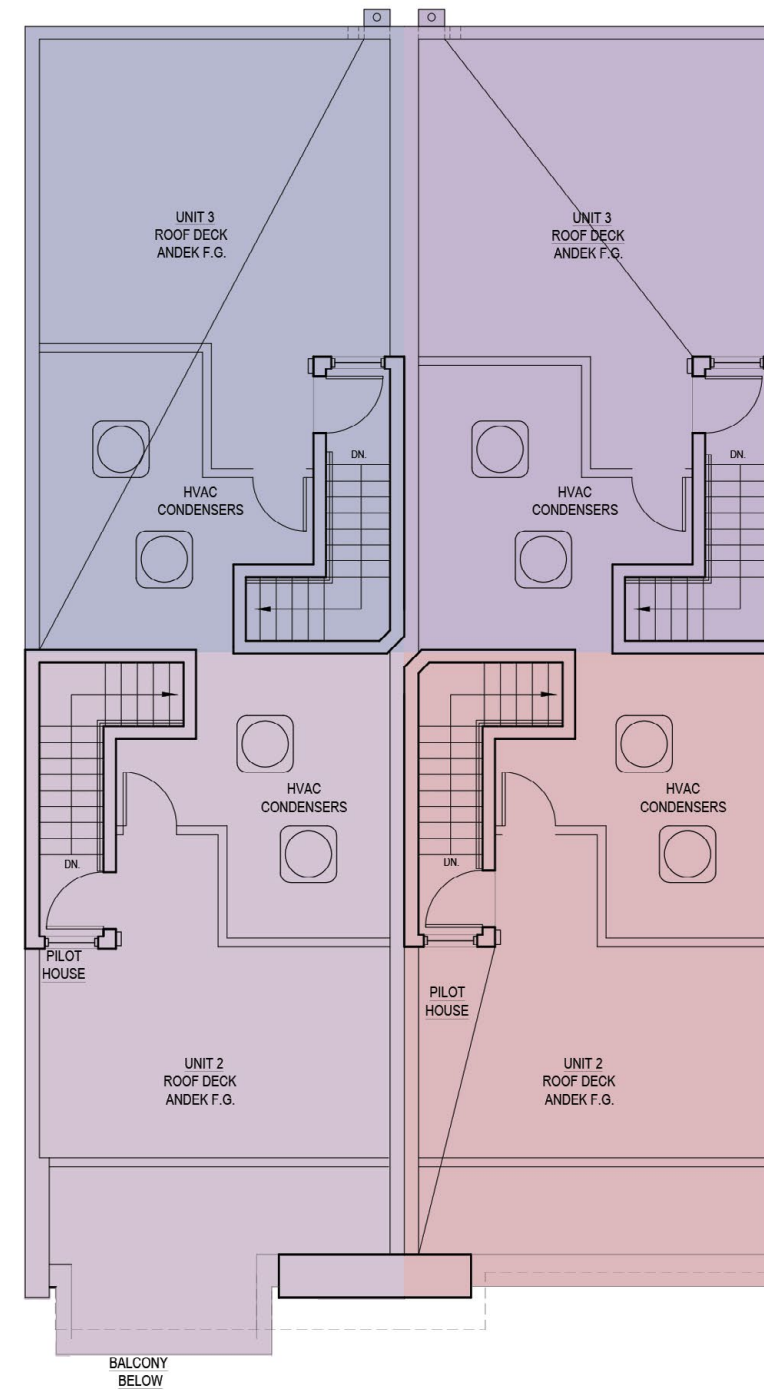 UNIT 3
ROOF DECK
ANDEK F.G.
UNIT 3
ROOF DECK
ANDEK F.G.
DN.
DN.
HVAC
CONDENSERS
HVAC
CONDENSERS
HVAC
CONDENSERS
HVAC
CONDENSERS
DN.
DN.
PILOT
HOUSE
PILOT
HOUSE
UNIT 2
ROOF DECK
ANDEK F.G.
UNIT 2
ROOF DECK
ANDEK F.G.
BALCONY
BELOW